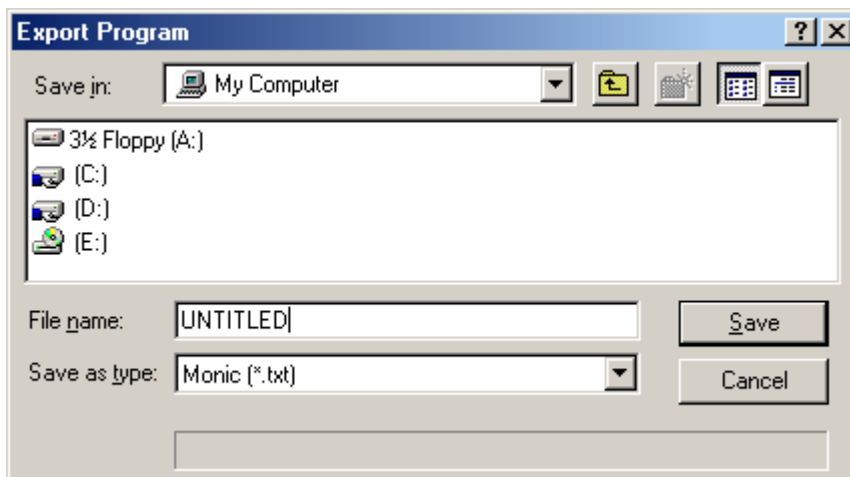 Export Program
Save in: My Computer
3½ Floppy (A:)
(C:)
(D:)
(E:)
File name: UNTITLED Save
Save as type: Monic (*.txt) Cancel